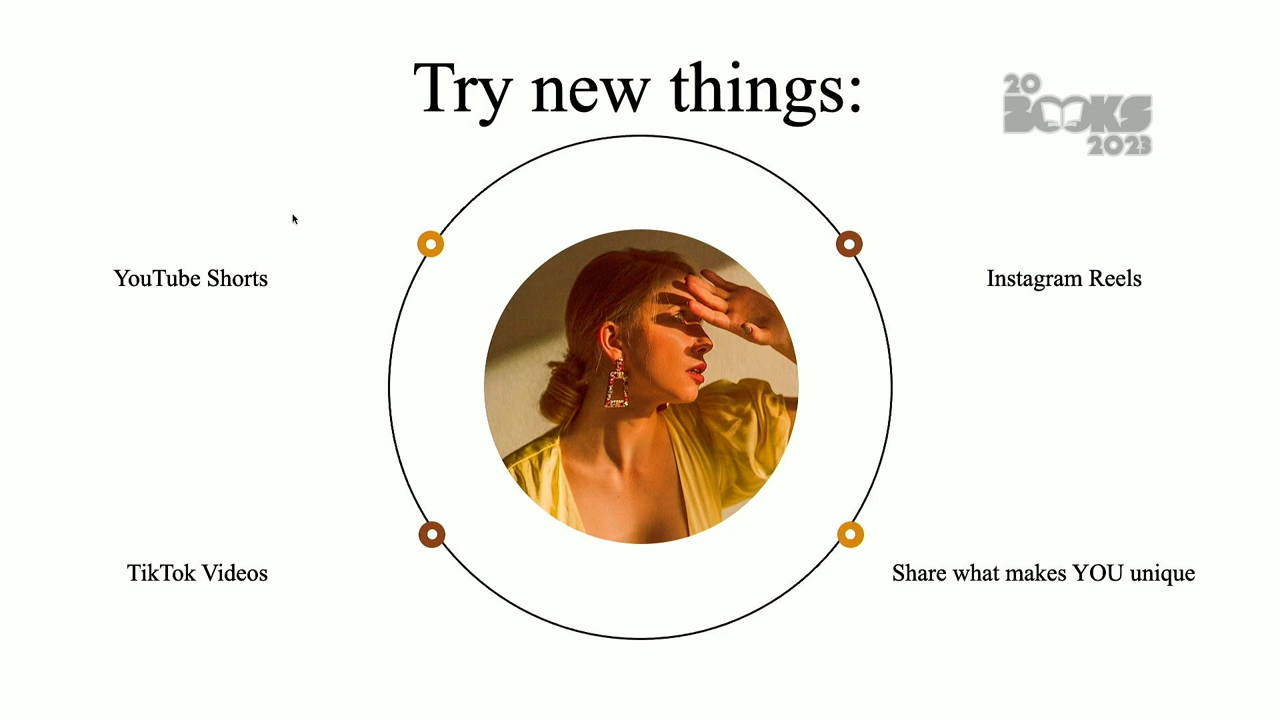 Try new things:
20
BOOKS
2023
YouTube Shorts
Instagram Reels
TikTok Videos
Share what makes YOU unique